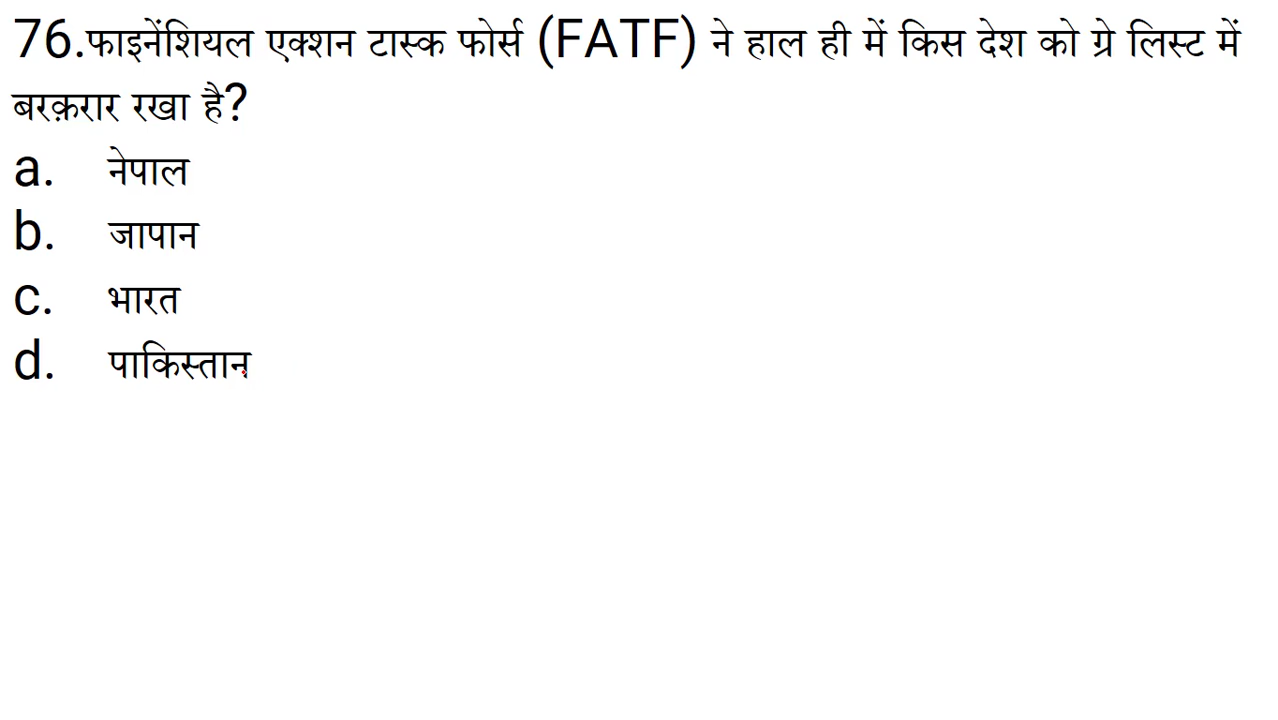 76.फाइनेंशियल एक्शन टास्क फोर्स (FATF) ने हाल ही में किस देश को ग्रे लिस्ट में
बरक़रार रखा है?
a. नेपाल
b. जापान
c. भारत
d. पाकिस्तान